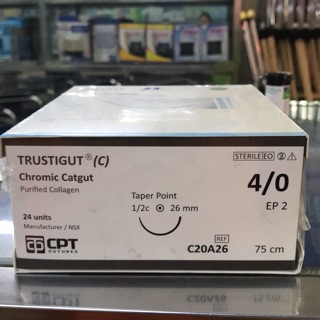 TRUSTIGUT® (C)
Chromic Catgut
Purified Collagen
24 units
Manufacturer / NSX
CPT
SUTURES
Taper Point
1/2c 26 mm
STERILE EO 2
4/0
EP 2
REF
C20A26
75 cm